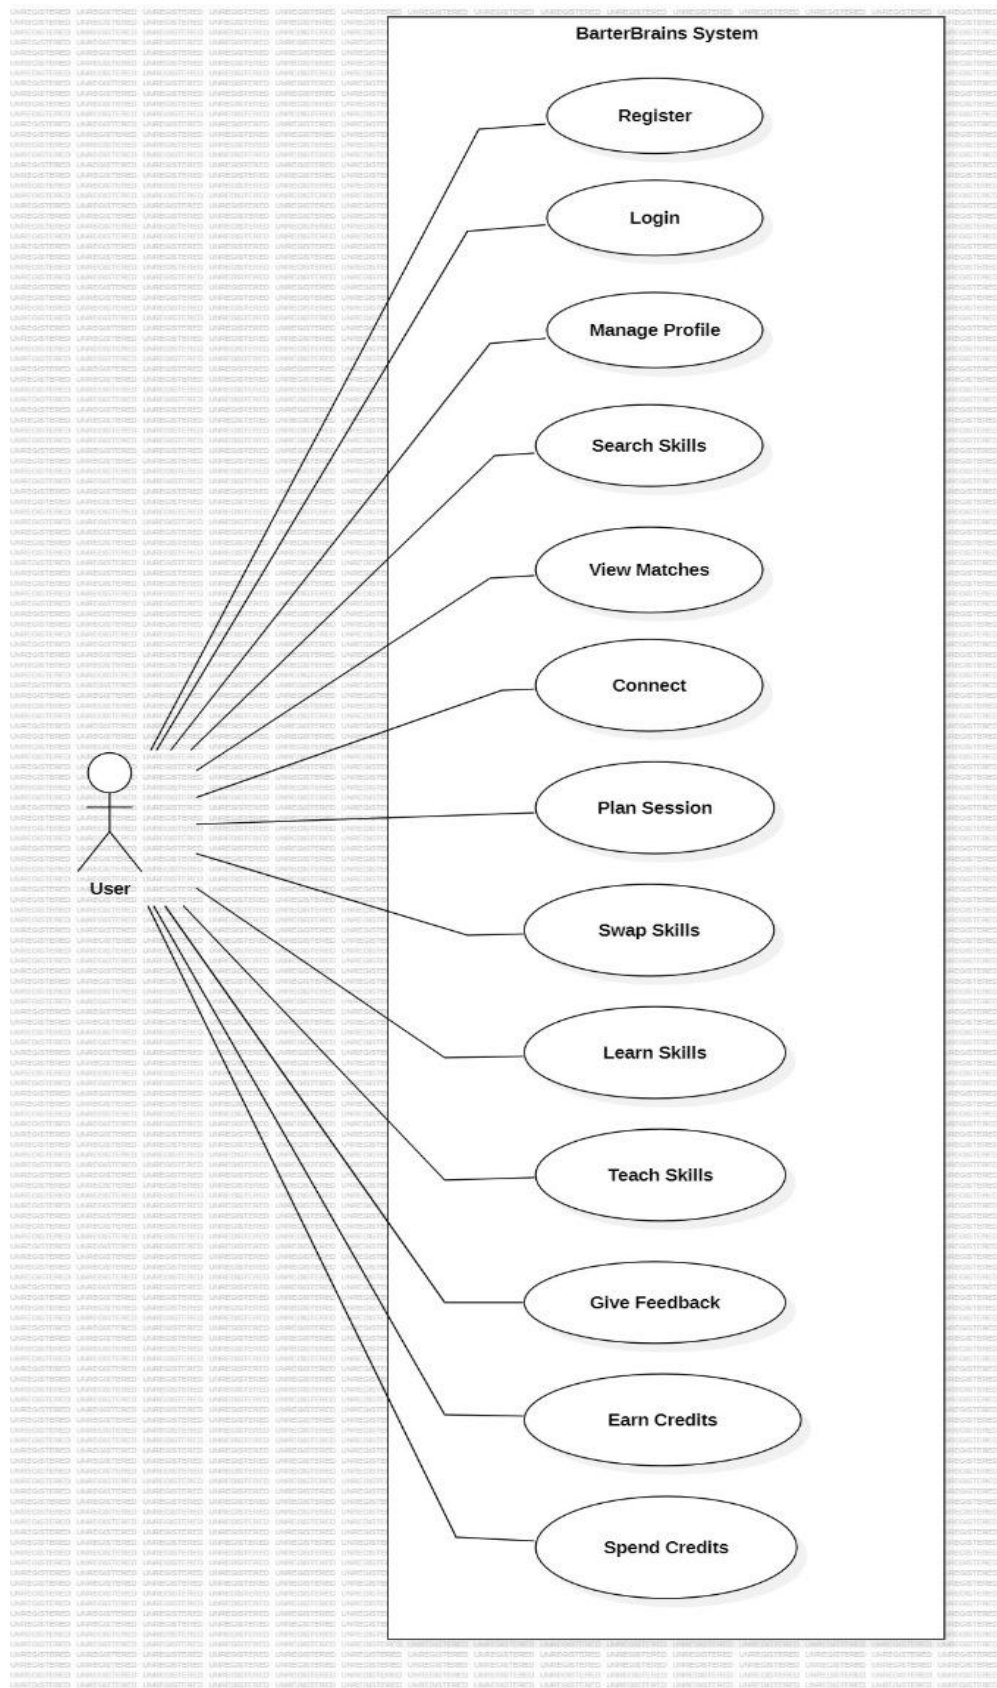 BarterBrains System
Register
Login
Manage Profile
Search Skills
View Matches
Connect
Plan Session
User
Swap Skills
Learn Skills
Teach Skills
Give Feedback
Earn Credits
Spend Credits